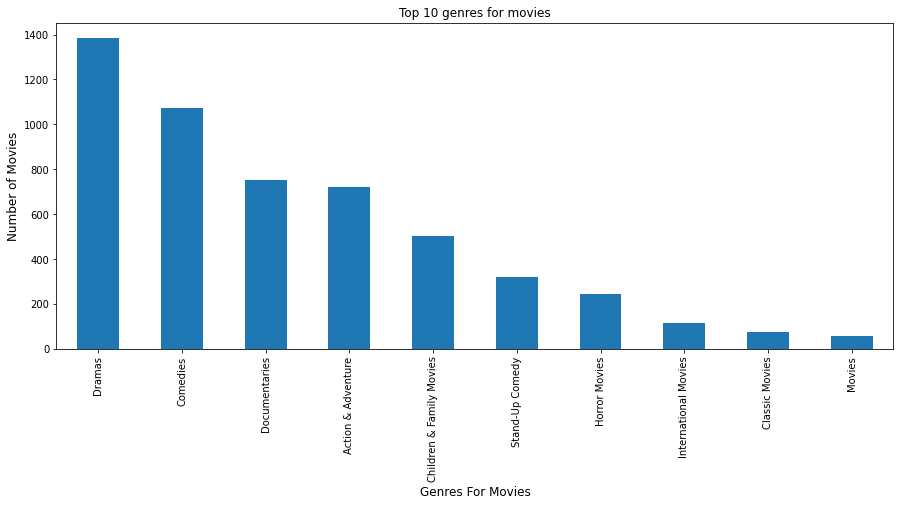 Top 10 genres for movies
Number of Movies
1400
1200
1000
800
600
400
200
0
Dramas
Comedies
Documentaries
Action & Adventure
Children & Family Movies
Stand-Up Comedy
Horror Movies
International Movies
Classic Movies
Movies
Genres For Movies